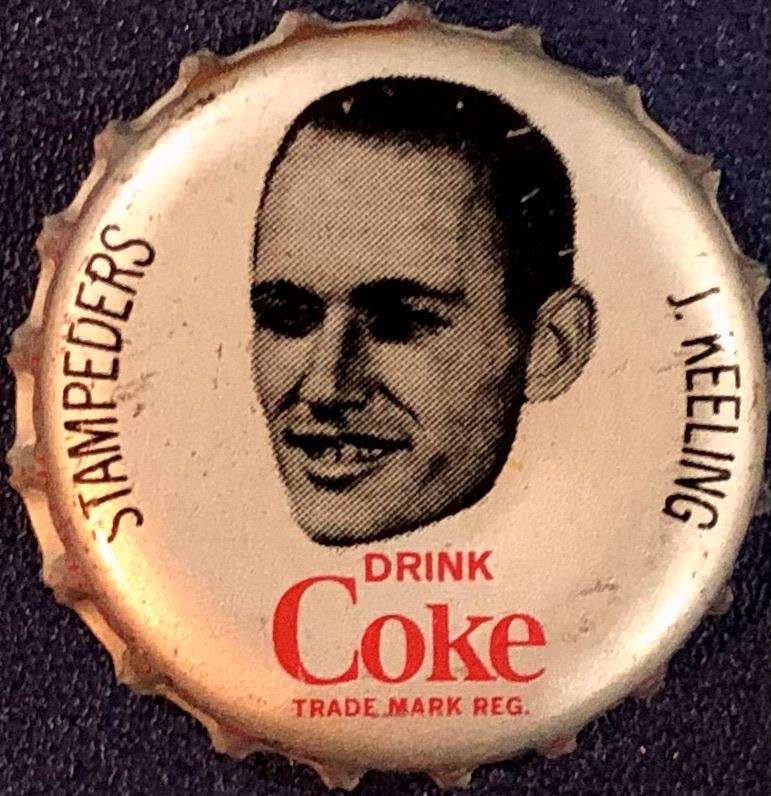 STAMPEDERS
J. KEELING
DRINK
Coke
TRADE MARK REG.